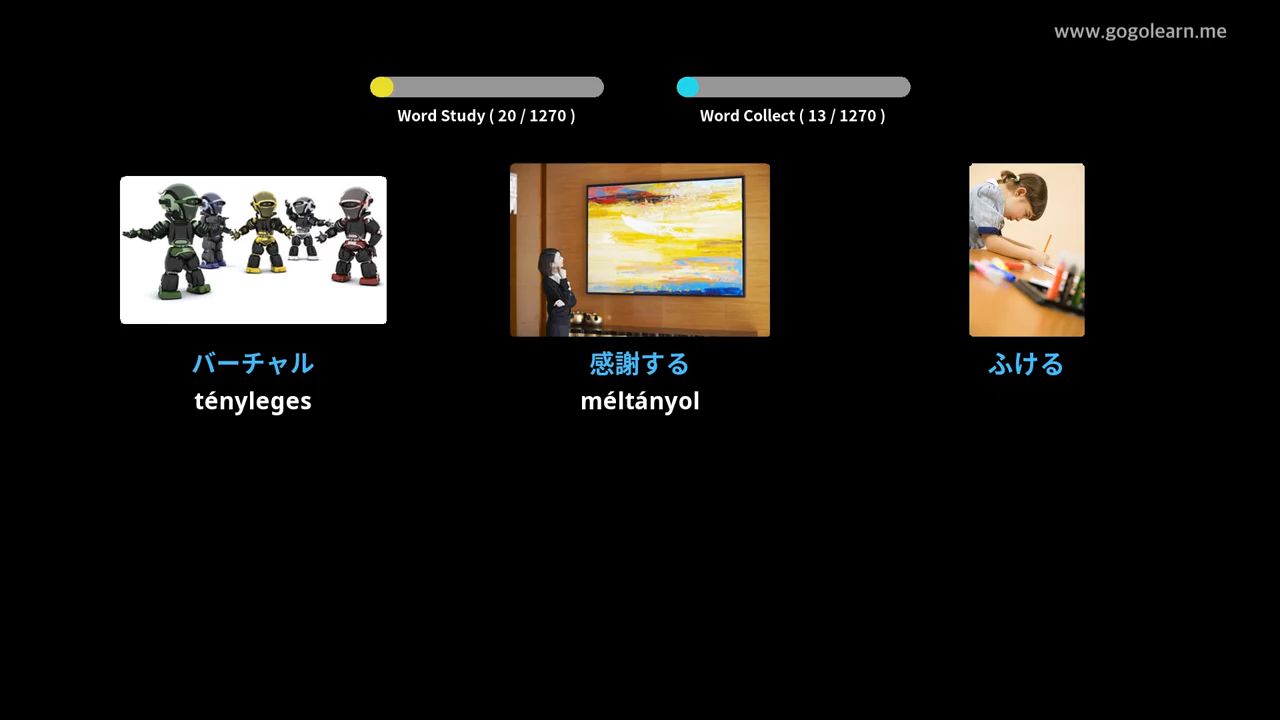 www.gogolearn.me
Word Study ( 20 / 1270 )
Word Collect ( 13 / 1270 )
バーチャル
tényleges
感謝する
méltányol
ふける